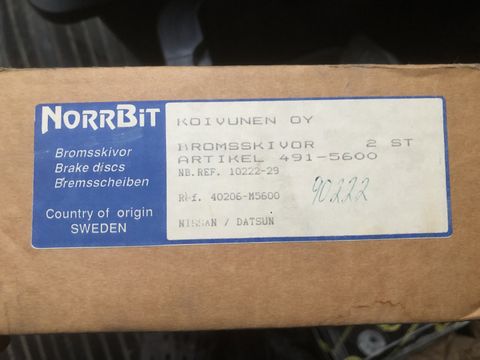 NORRBIT
Bromsskivor
Brake discs
Bremsscheiben
Country of origin
SWEDEN
KOIVUNEN OY
BROMSSKIVOR 2 ST
ARTIKEL 491-5600
NB.REF. 10222-29
Ref. 40206-M5600
90222
NISSAN / DATSUN